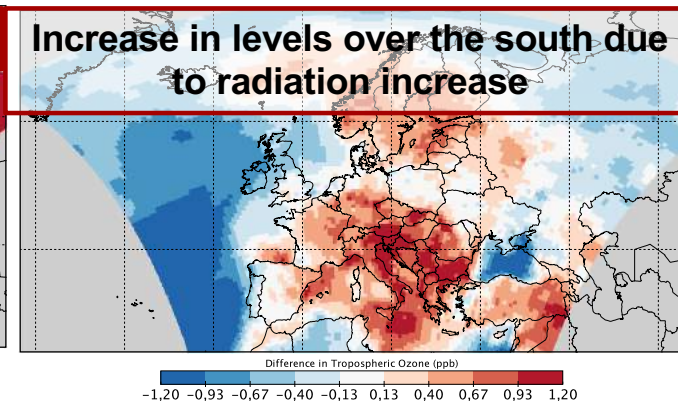 Increase in levels over the south due
to radiation increase
Difference in Tropospheric Ozone (ppb)
−1,20 −0,93 −0,67 −0,40 −0,13 0,13 0,40 0,67 0,93 1,20